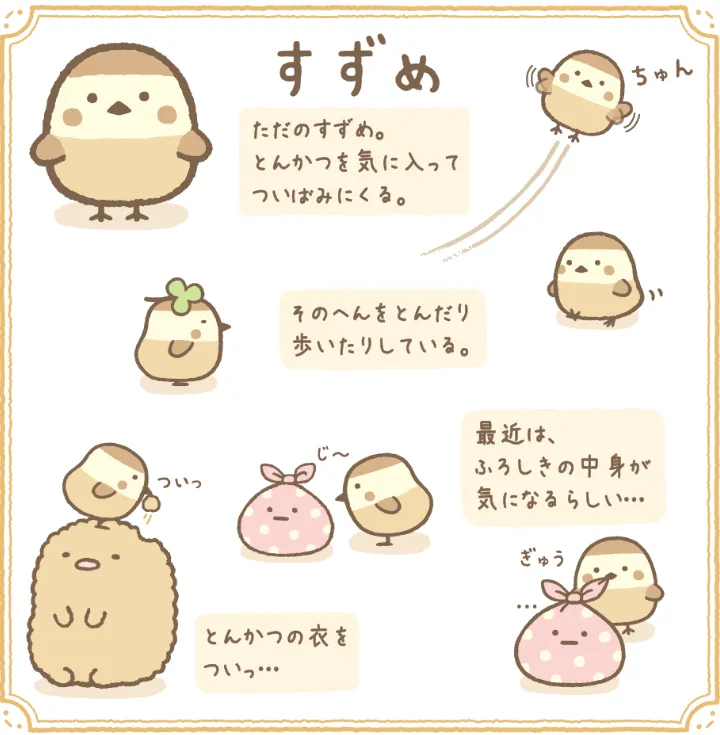 すずめ
ちゅん
ただのすずめ。
とんかつを気に入って
ついばみにくる。
そのへんをとんだり
歩いたりしている。
最近は、
ふろしきの中身が
気になるらしい…
ついっ
じ〜
ぎゅう
…
とんかつの衣を
ついっ…